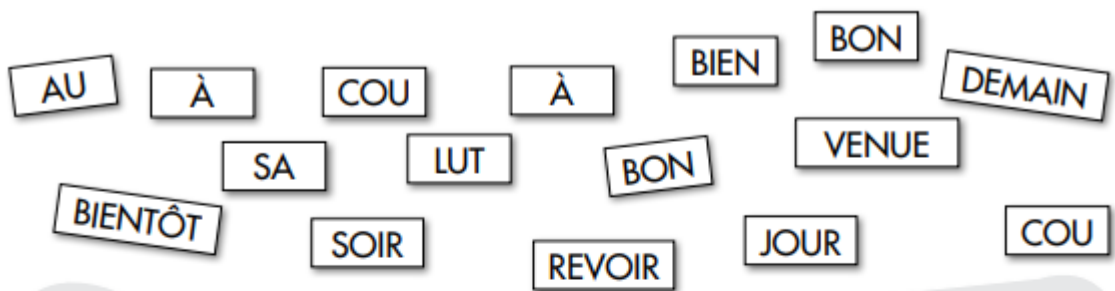 AU À COU À BIEN BON DEMAIN
SA LUT BON VENUE
BIENTÔT SOIR REVOIR JOUR COU